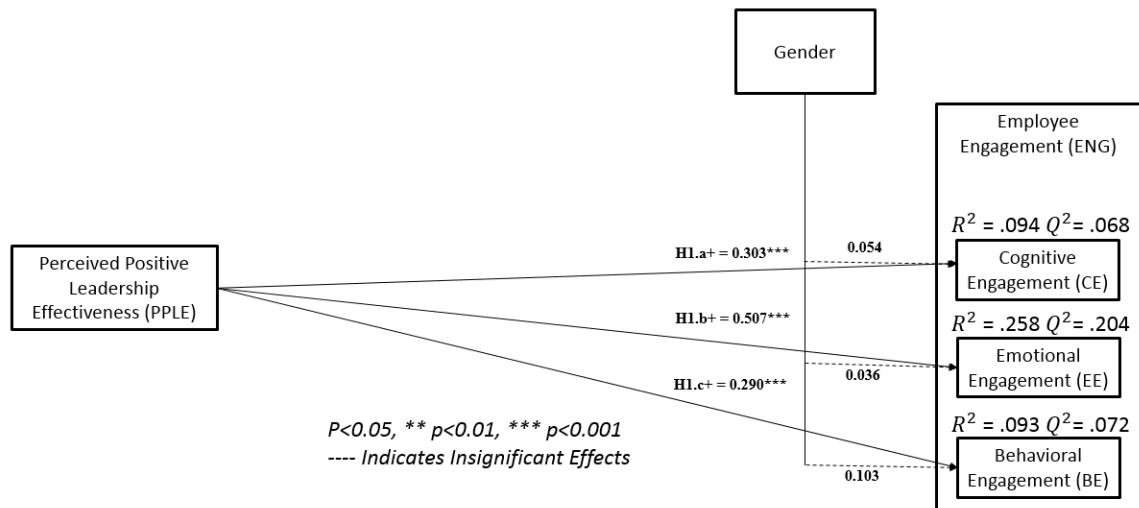 Gender
Employee
Engagement (ENG)
R² = .094 Q²= .068
H1.a+ = 0.303***
0.054
Cognitive
Engagement (CE)
Perceived Positive
Leadership
Effectiveness (PPLE)
H1.b+ = 0.507***
R² = .258 Q²= .204
Emotional
Engagement (EE)
0.036
H1.c+ = 0.290***
R² = .093 Q²= .072
P<0.05, ** p<0.01, *** p<0.001
---- Indicates Insignificant Effects
Behavioral
Engagement (BE)
0.103